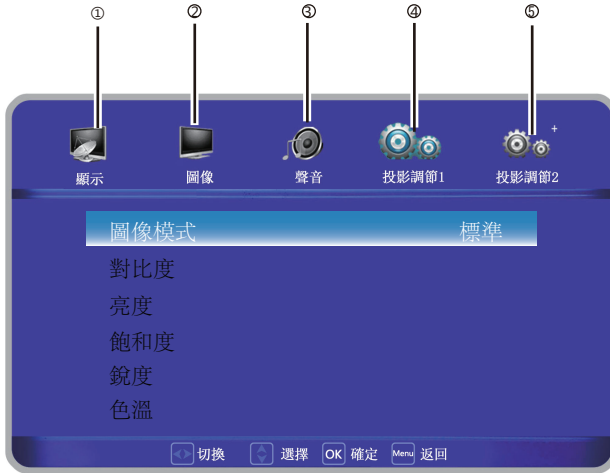 ① ② ③ ④ ⑤
顯示 圖像 聲音 投影調節1 投影調節2
圖像模式 標準
對比度
亮度
飽和度
銳度
色溫
切換 選擇 OK 確定 Menu 返回